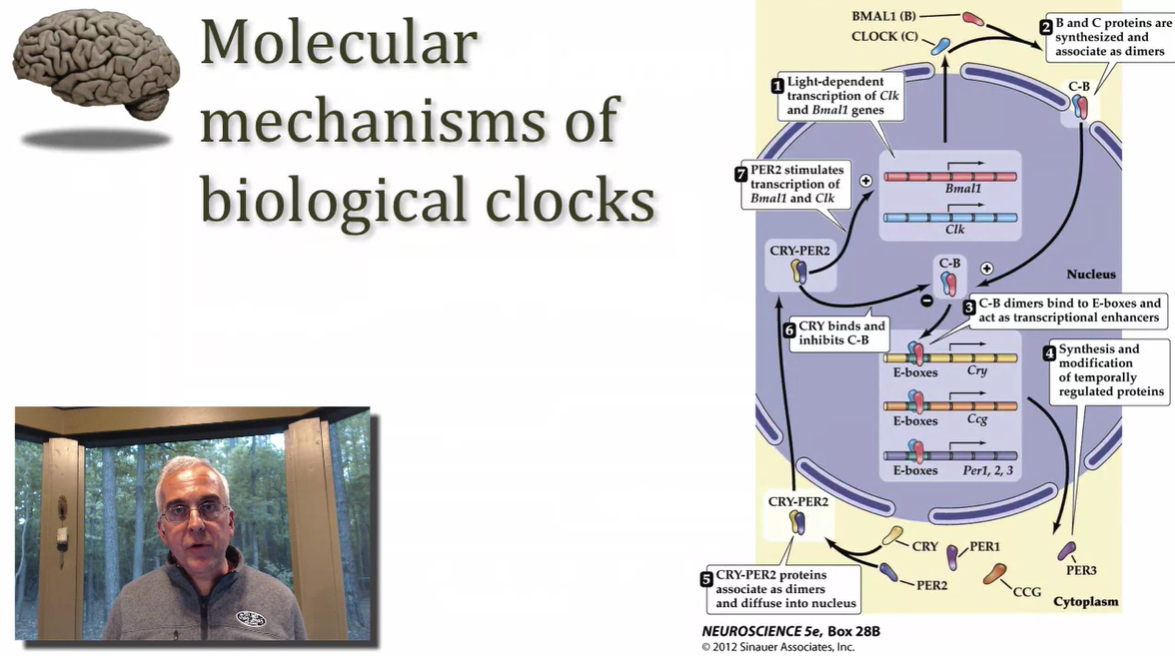 Molecular
mechanisms of
biological clocks
BMAL1 (B)
CLOCK (C)
2 B and C proteins are
synthesized and
associate as dimers
C-B
1 Light-dependent
transcription of Clk
and Bmal1 genes
7 PER2 stimulates
transcription of
Bmal1 and Clk
+
Bmal1
Clk
CRY-PER2
C-B
+
Nucleus
−
3 C-B dimers bind to E-boxes and
act as transcriptional enhancers
6 CRY binds and
inhibits C-B
E-boxes Cry
E-boxes Ccg
E-boxes Per1, 2, 3
4 Synthesis and
modification
of temporally
regulated proteins
CRY-PER2
CRY
PER1
PER2
CCG
PER3
5 CRY-PER2 proteins
associate as dimers
and diffuse into nucleus
Cytoplasm
NEUROSCIENCE 5e, Box 28B
© 2012 Sinauer Associates, Inc.